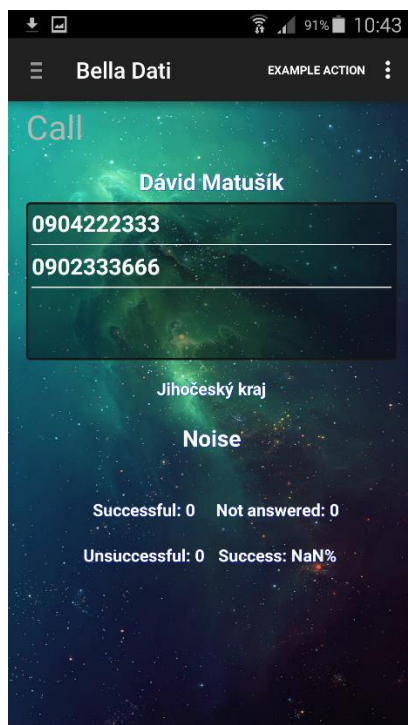 91% 10:43
Bella Dati EXAMPLE ACTION
Call
Dávid Matušík
0904222333
0902333666
Jihočeský kraj
Noise
Successful: 0 Not answered: 0
Unsuccessful: 0 Success: NaN%